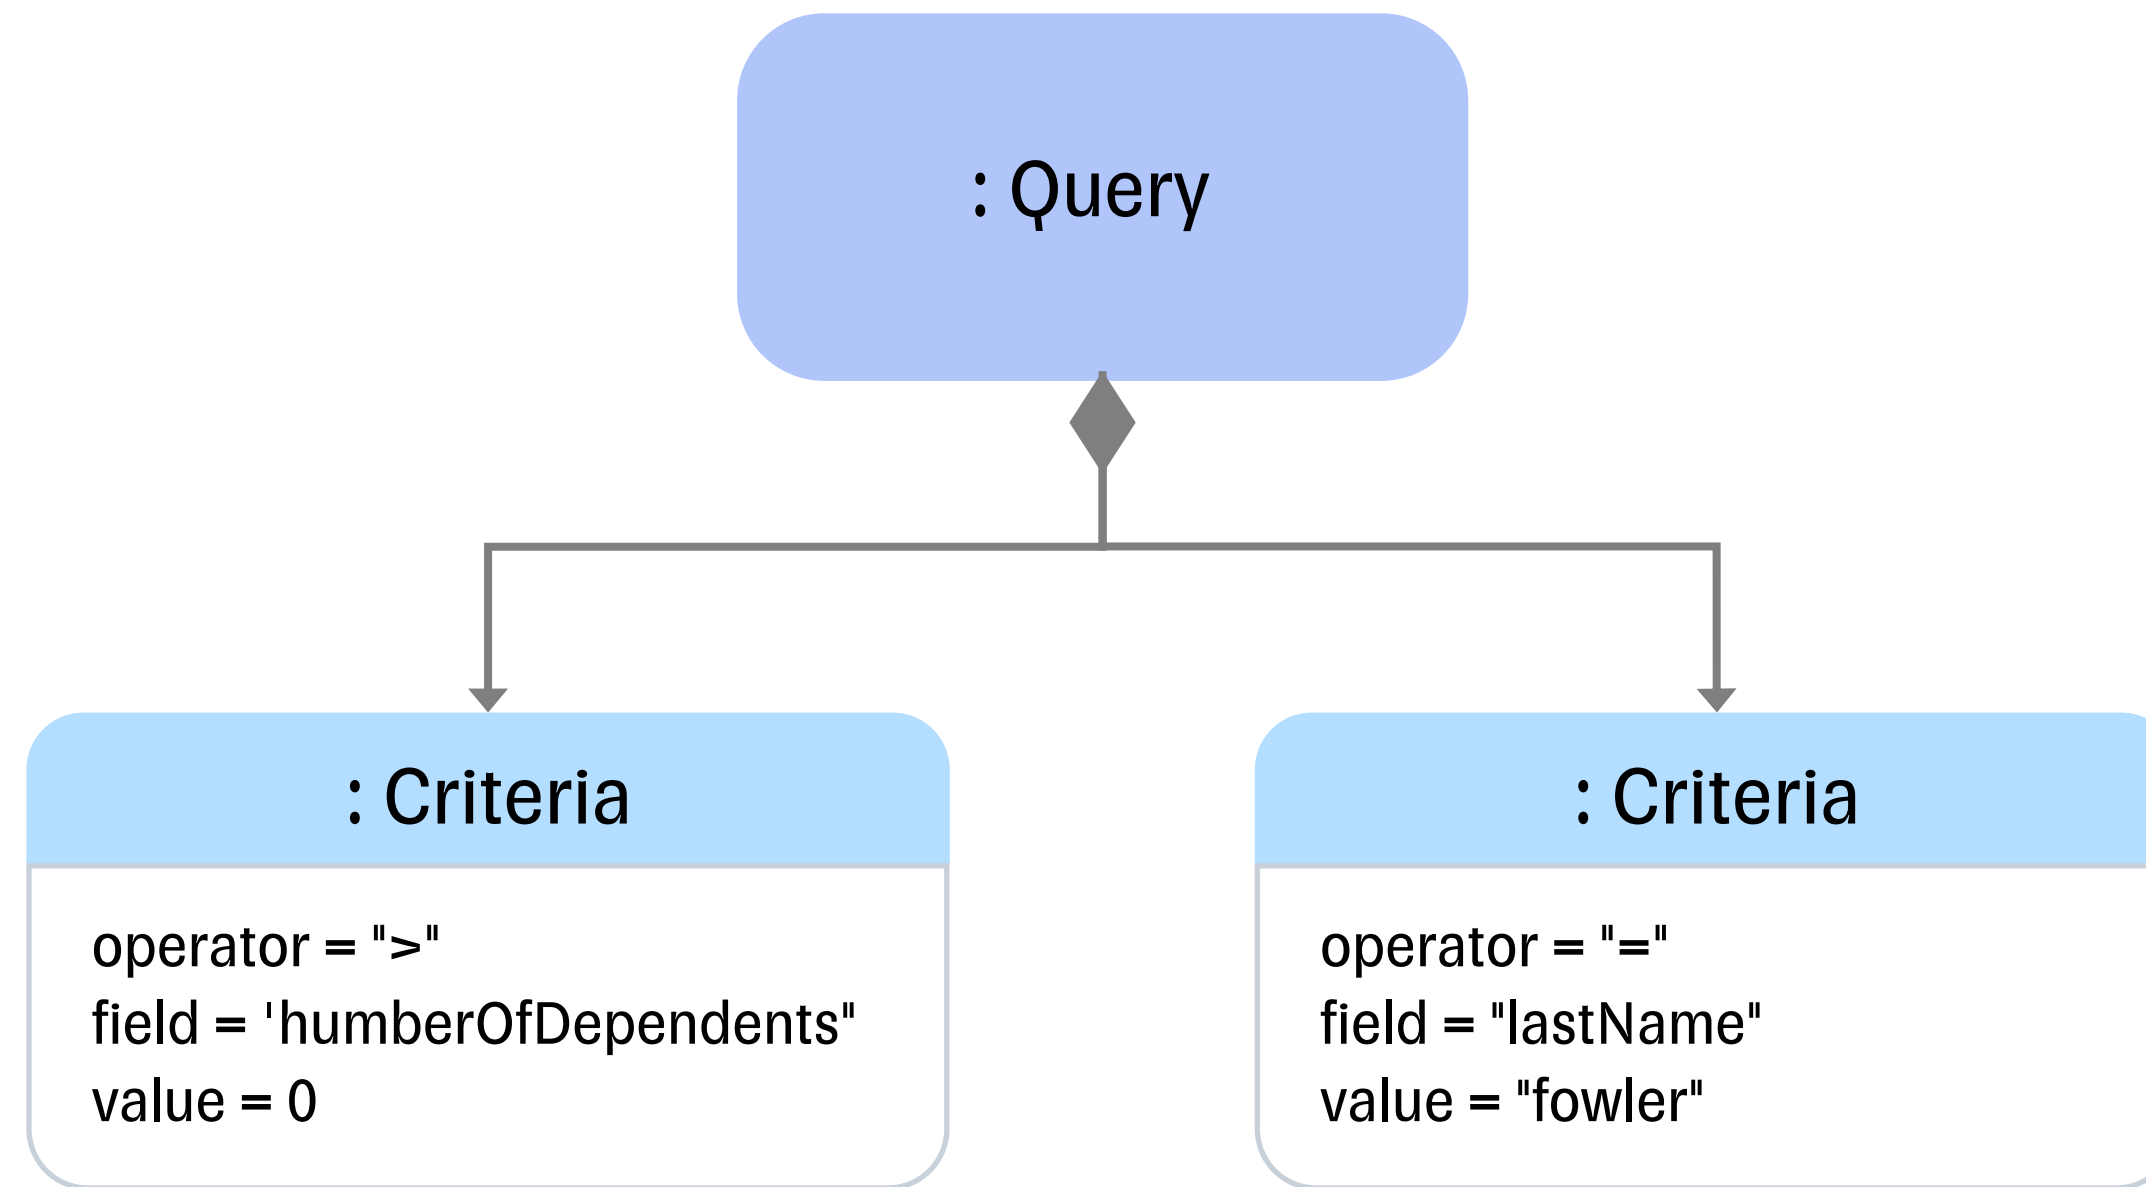 : Query
: Criteria
operator = ">"
field = 'humberOfDependents"
value = 0
: Criteria
operator = "="
field = "lastName"
value = "fowler"